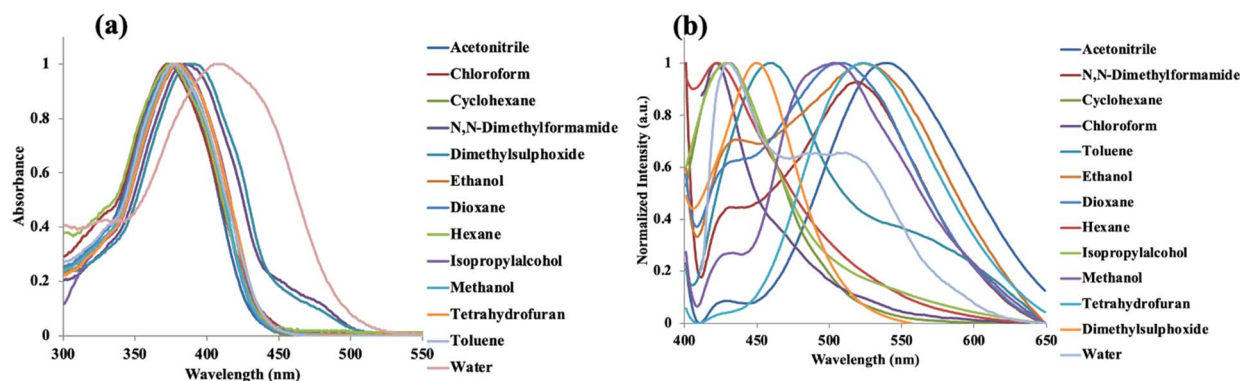 (a)
Absorbance
1
0.8
0.6
0.4
0.2
0
300
350
400
450
500
550
Wavelength (nm)
Acetonitrile
Chloroform
Cyclohexane
N,N-Dimethylformamide
Dimethylsulphoxide
Ethanol
Dioxane
Hexane
Isopropylalcohol
Methanol
Tetrahydrofuran
Toluene
Water
(b)
Normalized Intensity (a.u.)
1
0.8
0.6
0.4
0.2
0
400
450
500
550
600
650
Wavelength (nm)
Acetonitrile
N,N-Dimethylformamide
Cyclohexane
Chloroform
Toluene
Ethanol
Dioxane
Hexane
Isopropylalcohol
Methanol
Tetrahydrofuran
Dimethylsulphoxide
Water